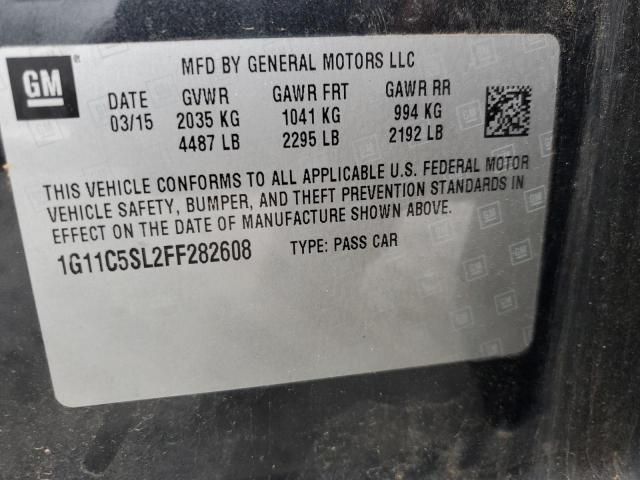 GM
MFD BY GENERAL MOTORS LLC
DATE GVWR GAWR FRT GAWR RR
03/15 2035 KG 1041 KG 994 KG
4487 LB 2295 LB 2192 LB
THIS VEHICLE CONFORMS TO ALL APPLICABLE U.S. FEDERAL MOTOR
VEHICLE SAFETY, BUMPER, AND THEFT PREVENTION STANDARDS IN
EFFECT ON THE DATE OF MANUFACTURE SHOWN ABOVE.
1G11C5SL2FF282608 TYPE: PASS CAR